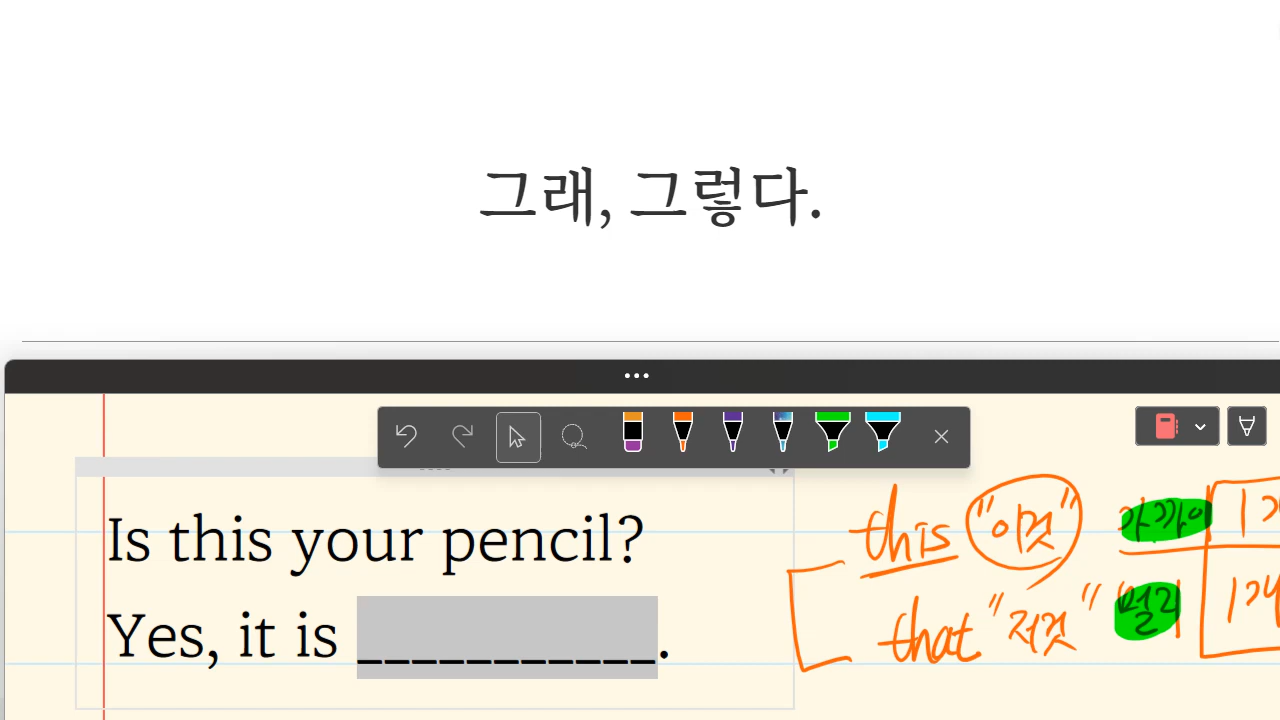 그래, 그렇다.
Is this your pencil?
Yes, it is ___________.
this "이것" 가까이
that "저것" "멀리